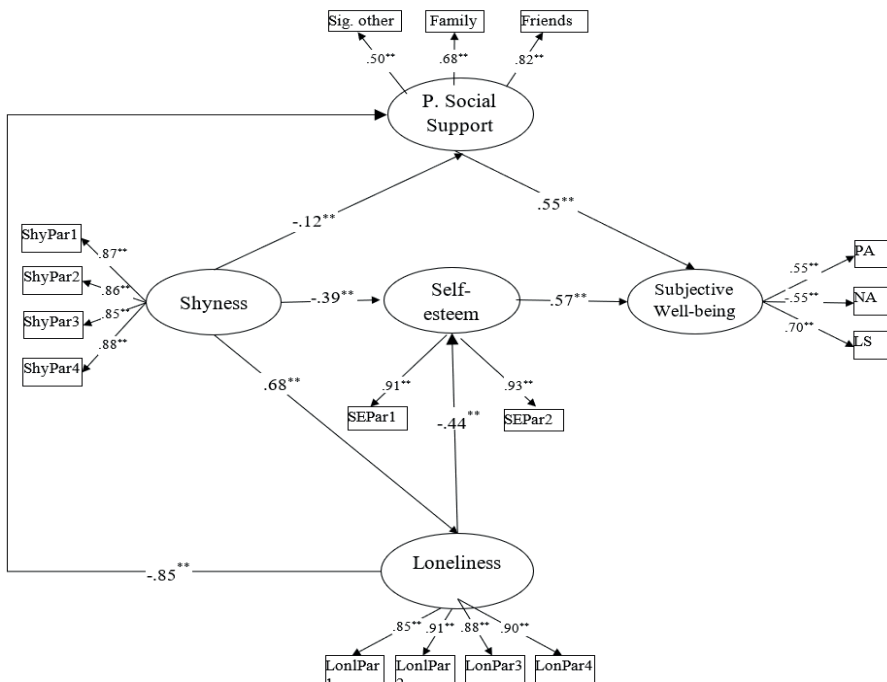 Sig. other
Family
Friends
.50**
.68**
.82**
P. Social
Support
-.12**
.55**
ShyPar1
ShyPar2
ShyPar3
ShyPar4
.87**
.86**
.85**
.88**
Shyness
-.39**
Self-
esteem
.57**
Subjective
Well-being
.55**
-.55**
.70**
PA
NA
LS
.68**
.91**
.93**
SEPar1
SEPar2
-.44**
Loneliness
-.85**
.85**
.91**
.88**
.90**
LonlPar
1
LonlPar
2
LonPar3
LonPar4